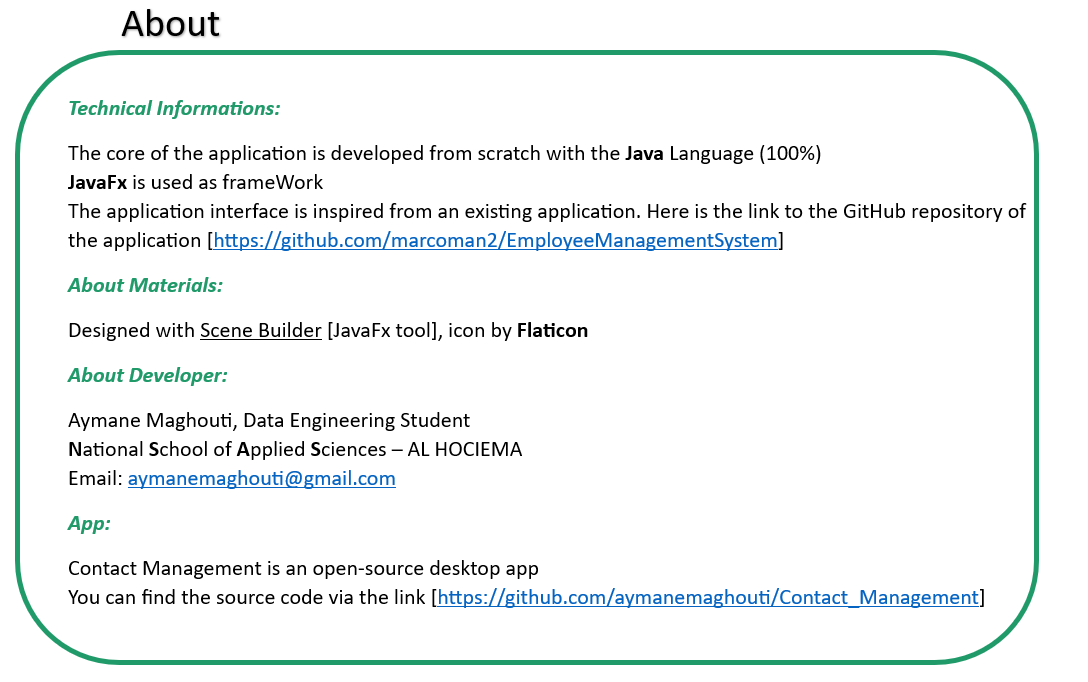 About
Technical Informations:
The core of the application is developed from scratch with the Java Language (100%)
JavaFx is used as frameWork
The application interface is inspired from an existing application. Here is the link to the GitHub repository of
the application [https://github.com/marcoman2/EmployeeManagementSystem]
About Materials:
Designed with Scene Builder [JavaFx tool], icon by Flaticon
About Developer:
Aymane Maghouti, Data Engineering Student
National School of Applied Sciences – AL HOCIEMA
Email: aymanemaghouti@gmail.com
App:
Contact Management is an open-source desktop app
You can find the source code via the link [https://github.com/aymanemaghouti/Contact_Management]